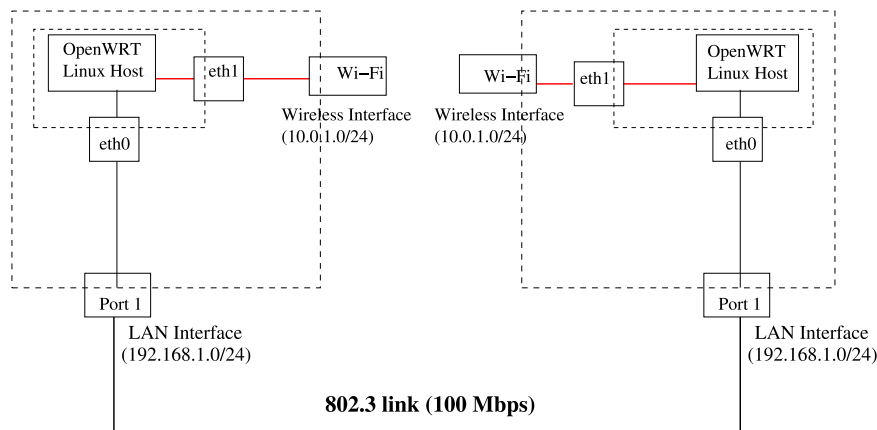 OpenWRT
Linux Host
eth1
Wi-Fi
Wireless Interface
(10.0.1.0/24)
eth0
Port 1
LAN Interface
(192.168.1.0/24)
OpenWRT
Linux Host
eth1
Wi-Fi
Wireless Interface
(10.0.1.0/24)
eth0
Port 1
LAN Interface
(192.168.1.0/24)
802.3 link (100 Mbps)